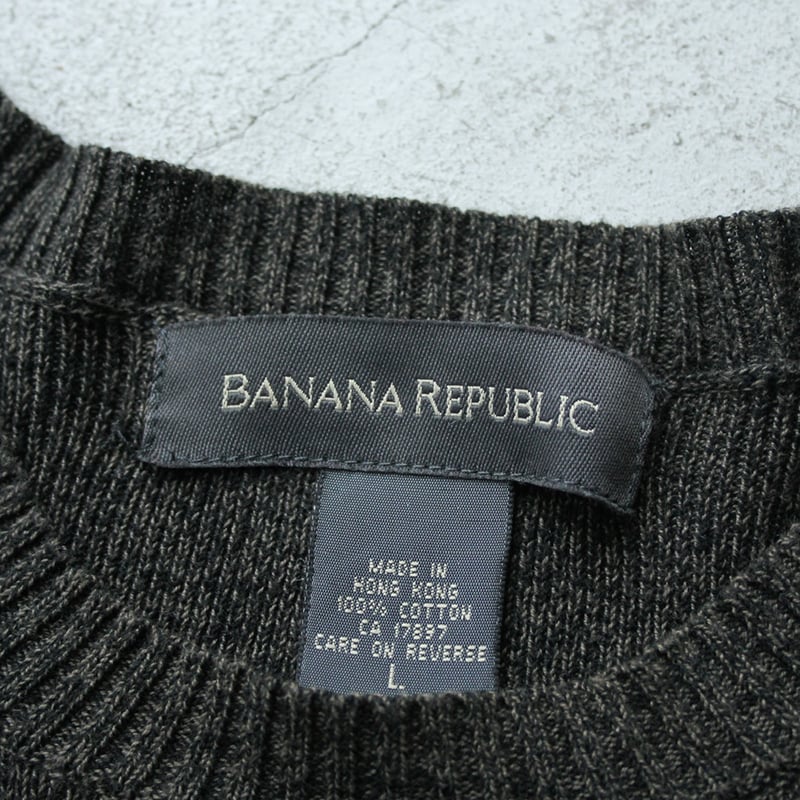 BANANA REPUBLIC
MADE IN
HONG KONG
100% COTTON
CA 17897
CARE ON REVERSE
L.